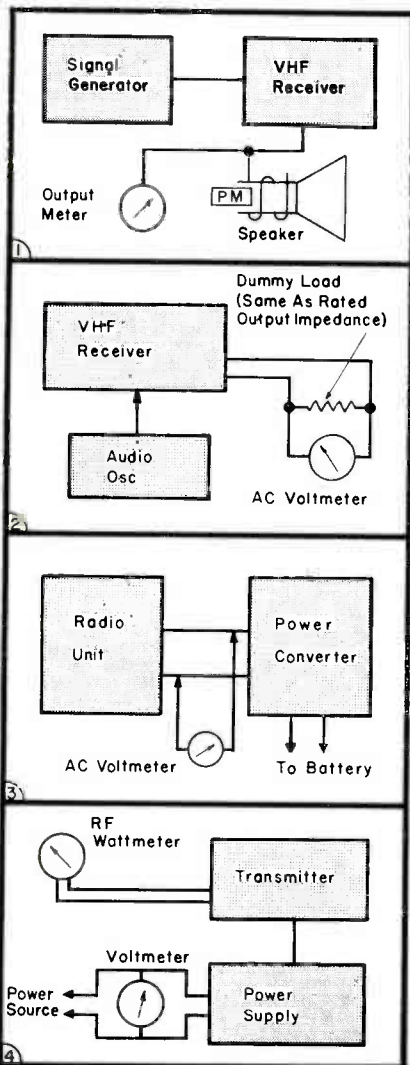 Signal
Generator
VHF
Receiver
Output
Meter
PM
Speaker
1
Dummy Load
(Same As Rated
Output Impedance)
VHF
Receiver
Audio
Osc
AC Voltmeter
2
Radio
Unit
Power
Converter
AC Voltmeter
To Battery
3
RF
Wattmeter
Transmitter
Voltmeter
Power
Source
Power
Supply
4